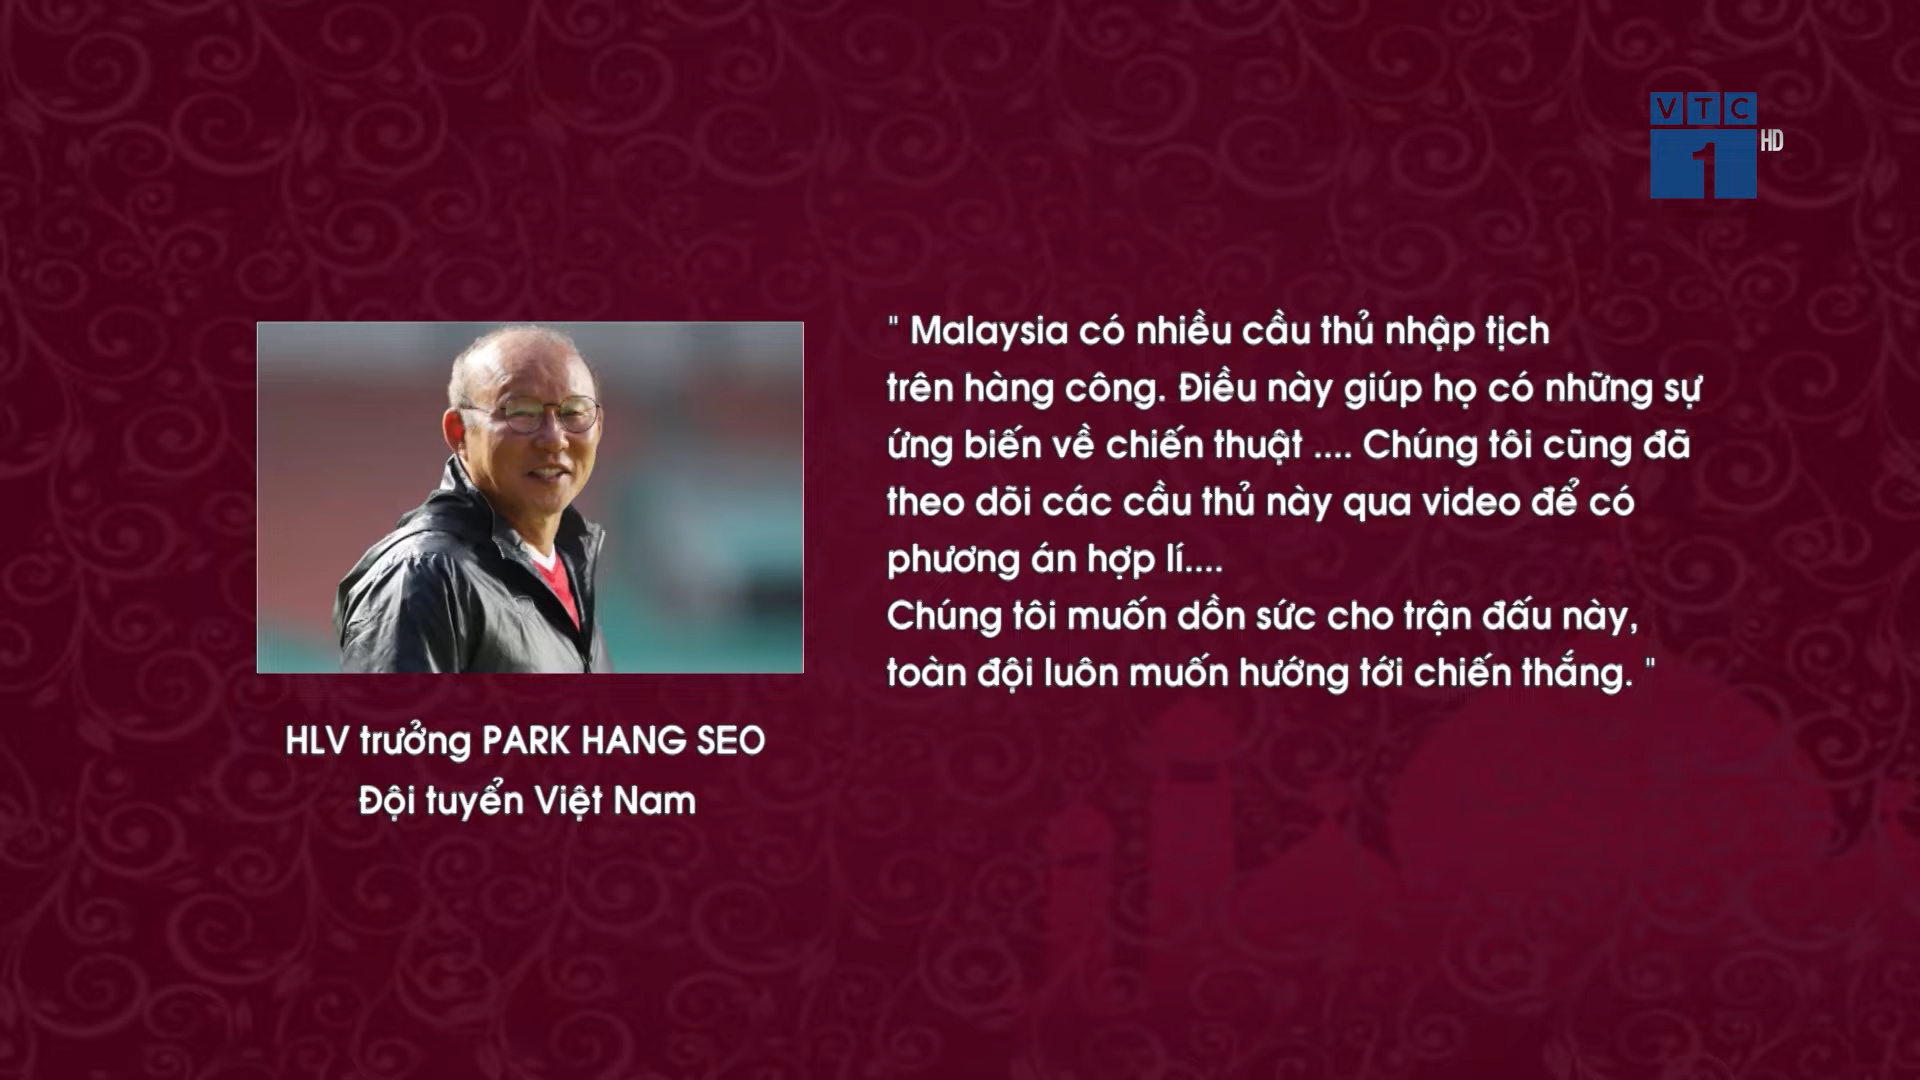 VTC
1 HD
" Malaysia có nhiều cầu thủ nhập tịch
trên hàng công. Điều này giúp họ có những sự
ứng biến về chiến thuật .... Chúng tôi cũng đã
theo dõi các cầu thủ này qua video để có
phương án hợp lí....
Chúng tôi muốn dồn sức cho trận đấu này,
toàn đội luôn muốn hướng tới chiến thắng. "
HLV trưởng PARK HANG SEO
Đội tuyển Việt Nam